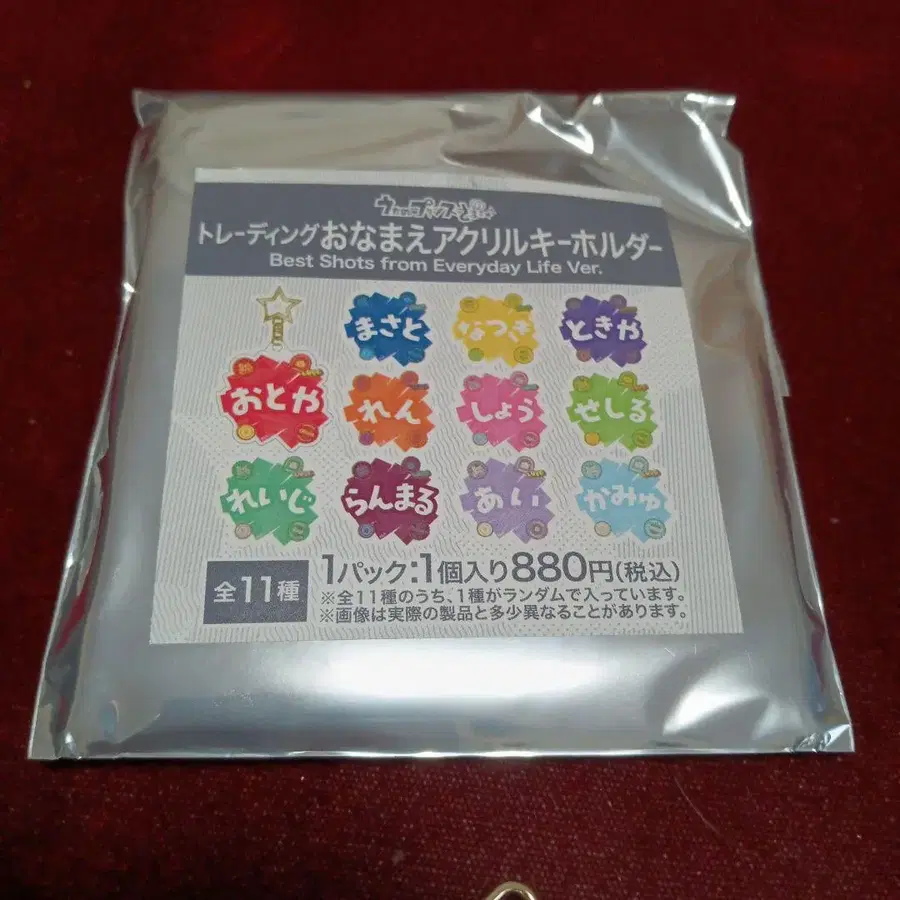 トレーディングおなまえアクリルキーホルダー
Best Shots from Everyday Life Ver.
まさと
なつき
ときや
おとや
れん
しょう
せしる
れいじ
らんまる
あい
かみゅ
全11種
1パック:1個入り880円(税込)
※全11種のうち、1種がランダムで入っています。
※画像は実際の製品と多少異なることがあります。